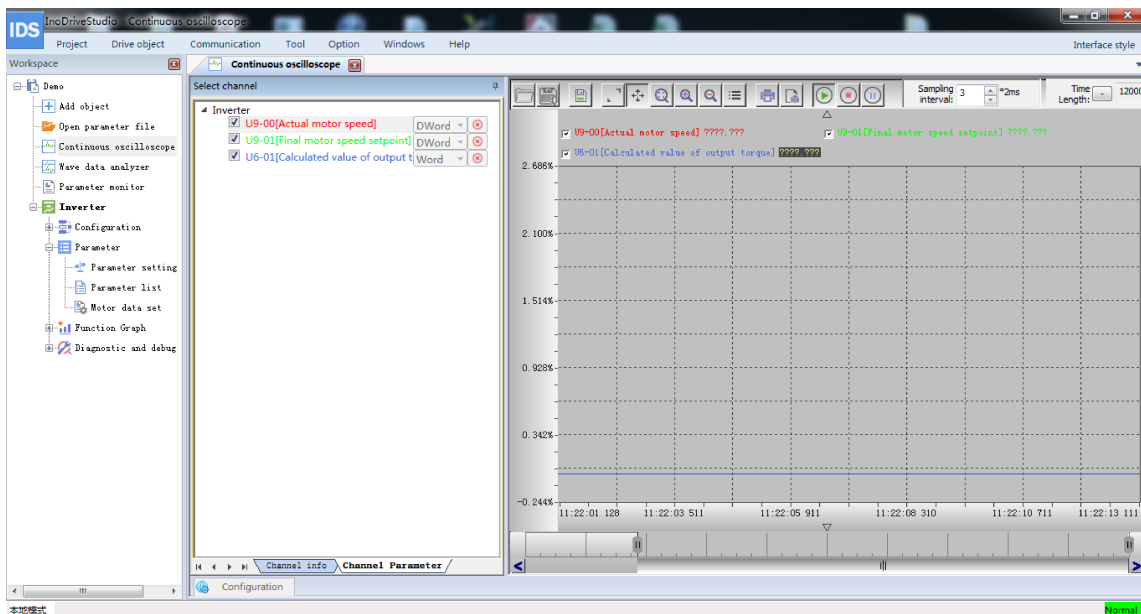 IDS
InoDriveStudio - Continuous oscilloscope
Project Drive object Communication Tool Option Windows Help Interface style
Workspace
Continuous oscilloscope
Demo
Add object
Open parameter file
Continuous oscilloscope
Wave data analyzer
Parameter monitor
Inverter
Configuration
Parameter
Parameter setting
Parameter list
Motor data set
Function Graph
Diagnostic and debug
Select channel
Inverter
U9-00[Actual motor speed] DWord
U9-01[Final motor speed setpoint] DWord
U6-01[Calculated value of output t Word
Channel info Channel Parameter
Configuration
Sampling interval: 3 *2ms
Time Length: 12000
U9-00[Actual motor speed] ????.???
U9-01[Final motor speed setpoint] ????.???
U6-01[Calculated value of output torque] ????.???
2.686%
2.100%
1.514%
0.928%
0.342%
-0.244%
11:22:01 128 11:22:03 511 11:22:05 911 11:22:08 310 11:22:10 711 11:22:13 111
本地模式
Normal